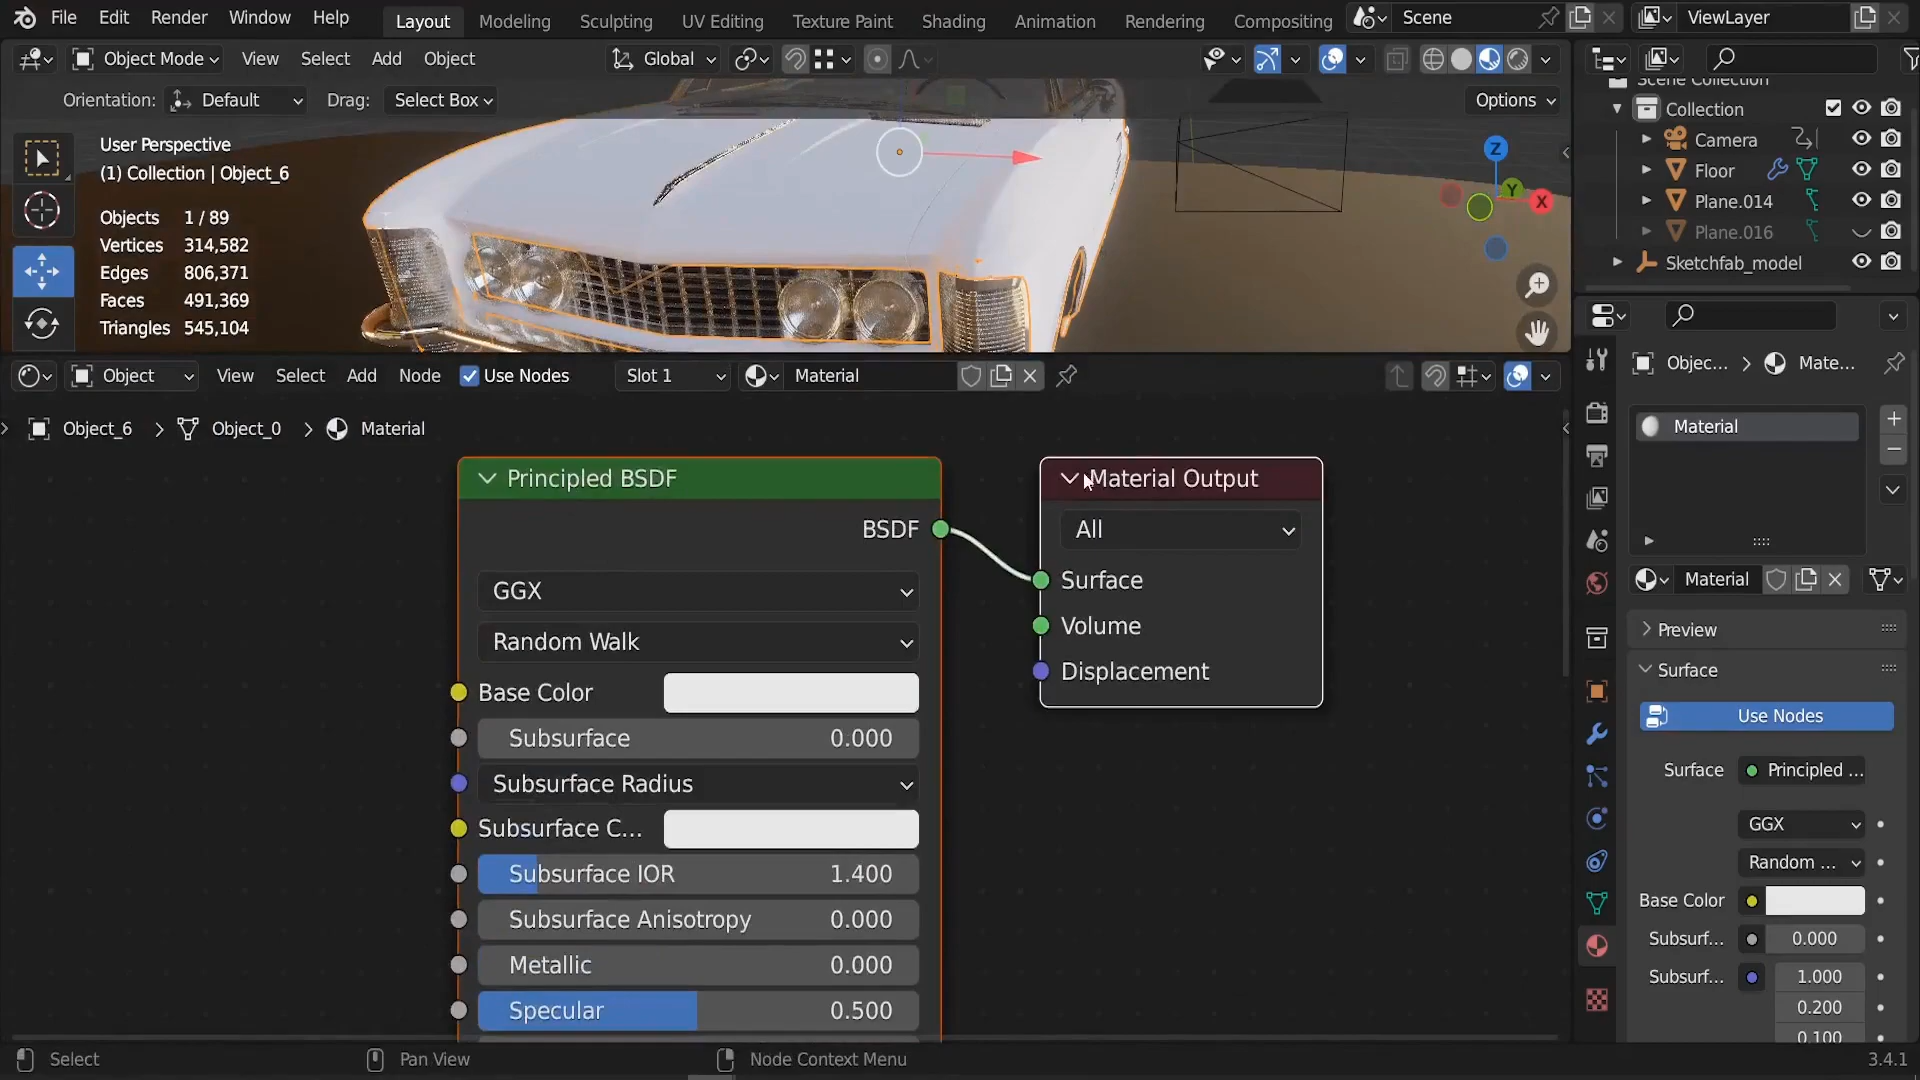 File Edit Render Window Help Layout Modeling Sculpting UV Editing Texture Paint Shading Animation Rendering Compositing Scene ViewLayer
Object Mode View Select Add Object Global
Orientation: Default Drag: Select Box Options
User Perspective
(1) Collection | Object_6
Objects 1 / 89
Vertices 314,582
Edges 806,371
Faces 491,369
Triangles 545,104
Z
Y
X
Scene Collection
Collection
Camera
Floor
Plane.014
Plane.016
Sketchfab_model
Object View Select Add Node Use Nodes Slot 1 Material
Object_6 > Object_0 > Material
Principled BSDF
BSDF
GGX
Random Walk
Base Color
Subsurface 0.000
Subsurface Radius
Subsurface C...
Subsurface IOR 1.400
Subsurface Anisotropy 0.000
Metallic 0.000
Specular 0.500
Material Output
All
Surface
Volume
Displacement
Objec... > Mate...
Material
Material
Preview
Surface
Use Nodes
Surface Principled ...
GGX
Random ...
Base Color
Subsurf... 0.000
Subsurf... 1.000
0.200
0.100
Select Pan View Node Context Menu 3.4.1